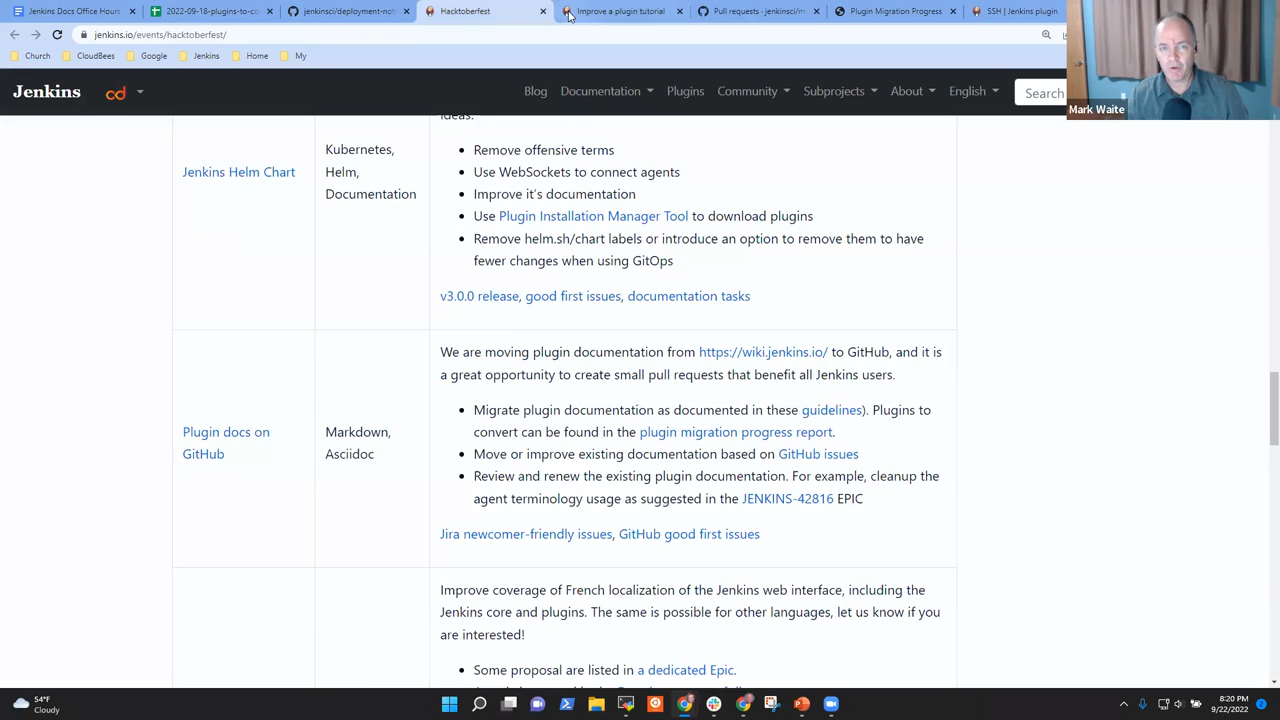 Jenkins Docs Office Hours
2022-09-18-plugins-to-co
jenkinsci/deployment-not
Hacktoberfest
Improve a plugin tutorial
Pull requests - jenkinsci/m
Plugin Migration Progress
SSH | Jenkins plugin
jenkins.io/events/hacktoberfest/
Church
CloudBees
Google
Jenkins
Home
My
Jenkins
cd
Blog
Documentation
Plugins
Community
Subprojects
About
English
Search
Mark Waite
ideas:
Jenkins Helm Chart
Kubernetes,
Helm,
Documentation
• Remove offensive terms
• Use WebSockets to connect agents
• Improve it's documentation
• Use Plugin Installation Manager Tool to download plugins
• Remove helm.sh/chart labels or introduce an option to remove them to have
fewer changes when using GitOps
v3.0.0 release, good first issues, documentation tasks
Plugin docs on
GitHub
Markdown,
Asciidoc
We are moving plugin documentation from https://wiki.jenkins.io/ to GitHub, and it is
a great opportunity to create small pull requests that benefit all Jenkins users.
• Migrate plugin documentation as documented in these guidelines). Plugins to
convert can be found in the plugin migration progress report.
• Move or improve existing documentation based on GitHub issues
• Review and renew the existing plugin documentation. For example, cleanup the
agent terminology usage as suggested in the JENKINS-42816 EPIC
Jira newcomer-friendly issues, GitHub good first issues
Improve coverage of French localization of the Jenkins web interface, including the
Jenkins core and plugins. The same is possible for other languages, let us know if you
are interested!
• Some proposal are listed in a dedicated Epic.
54°F
Cloudy
8:20 PM
9/22/2022
2